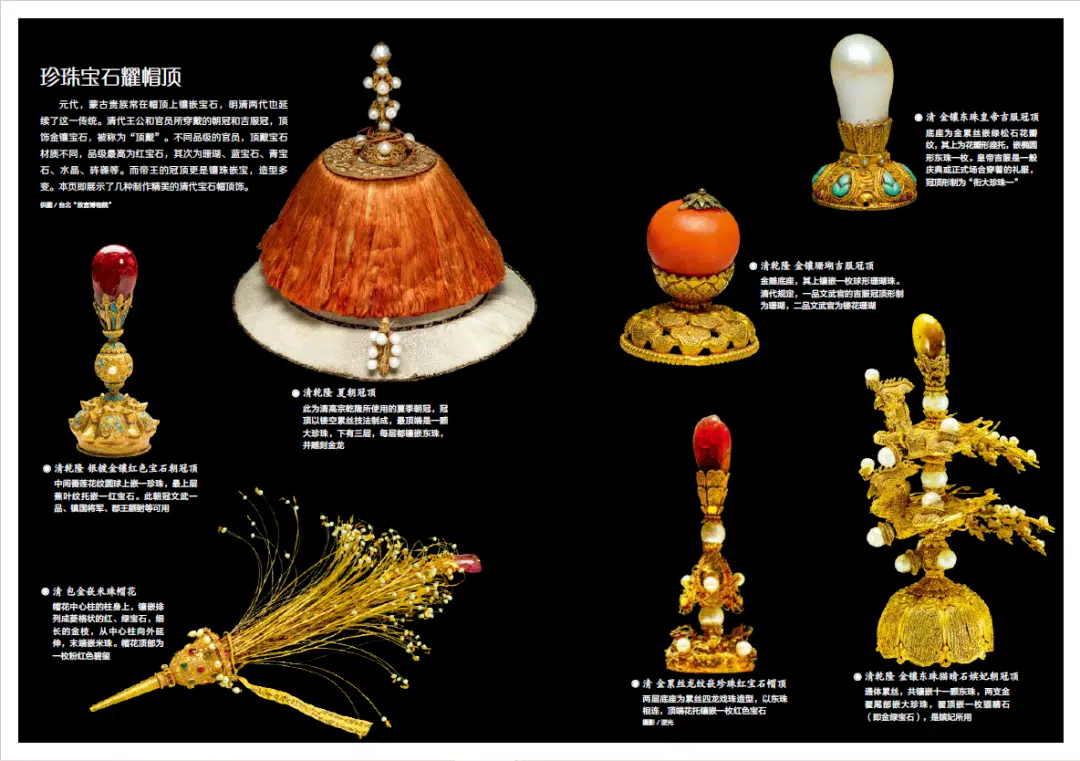 珍珠宝石耀帽顶
元代，蒙古贵族常在帽顶上镶嵌宝石，明清两代也延
续了这一传统。清代王公和官员所穿戴的朝冠和吉服冠，顶
饰金镶宝石，被称为“顶戴”。不同品级的官员，顶戴宝石
材质不同，品级最高为红宝石，其次为珊瑚、蓝宝石、青宝
石、水晶、砗磲等。而帝王的冠顶更是镶珠嵌宝，造型多
变。本页即展示了几种制作精美的清代宝石帽顶饰。
供图／台北“故宫博物院”
清 金镶东珠皇帝吉服冠顶
底座为金累丝嵌绿松石花瓣
纹，其上为花瓣形座托，嵌椭圆
形东珠一枚。皇帝吉服是一般
庆典或正式场合穿着的礼服，
冠顶形制为“衔大珍珠一”
清乾隆 金镶珊瑚吉服冠顶
金雕底座，其上镶嵌一枚球形珊瑚珠。
清代规定，一品文武官的吉服冠顶形制
为珊瑚，二品文武官为镂花珊瑚
清乾隆 夏朝冠顶
此为清高宗乾隆所使用的夏季朝冠，冠
顶以镂空累丝技法制成，最顶端是一颗
大珍珠，下有三层，每层都镶嵌东珠，
并雕刻金龙
清乾隆 银镀金镶红色宝石朝冠顶
中间蔷莲花纹圆球上嵌一珍珠，最上层
蕉叶纹托嵌一红宝石。此朝冠文武一
品、镇国将军、郡王额驸等可用
清 包金嵌米珠帽花
帽花中心柱的柱身上，镶嵌排
列成菱格状的红、绿宝石，细
长的金枝，从中心柱向外延
伸，末端嵌米珠。帽花顶部为
一枚粉红色碧玺
清 金累丝龙纹嵌珍珠红宝石帽顶
两层底座为累丝四龙戏珠造型，以东珠
相连，顶端花托镶嵌一枚红色宝石
摄影／逆光
清乾隆 金镶东珠猫睛石嫔妃朝冠顶
通体累丝，共镶嵌十一颗东珠，两支金
翟尾部嵌大珍珠，翟顶嵌一枚猫睛石
（即金绿宝石），是嫔妃所用